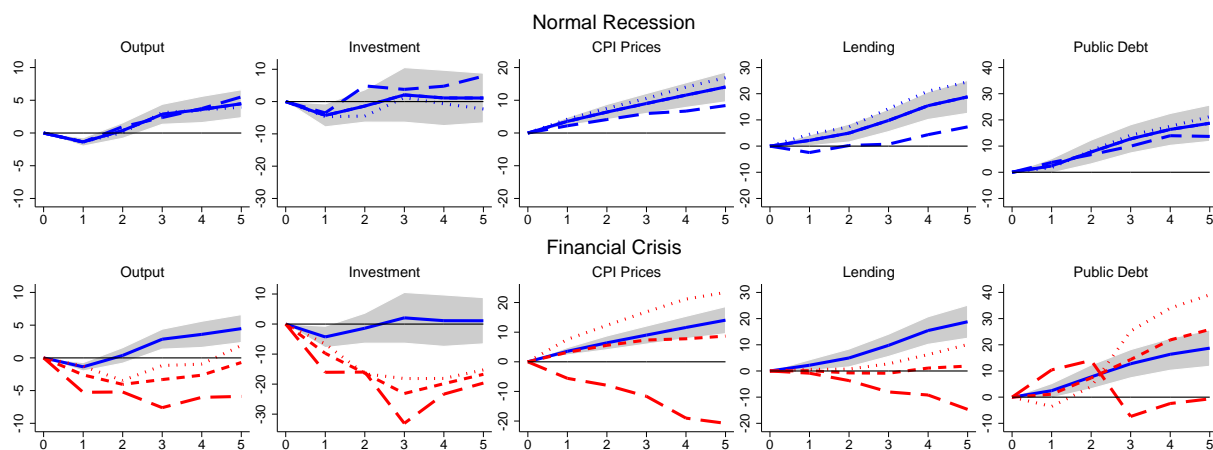 Normal Recession
Output Investment CPI Prices Lending Public Debt
10 10 20 30 40
5 0 10 20 30
0 -10 0 10 20
-5 -20 -10 0 10
-10 -30 -20 -10 0
-10
0 1 2 3 4 5 0 1 2 3 4 5 0 1 2 3 4 5 0 1 2 3 4 5 0 1 2 3 4 5
Financial Crisis
Output Investment CPI Prices Lending Public Debt
10 10 20 30 40
5 0 10 20 30
0 -10 0 10 20
-5 -20 -10 0 10
-10 -30 -20 -10 0
-20 -10
0 1 2 3 4 5 0 1 2 3 4 5 0 1 2 3 4 5 0 1 2 3 4 5 0 1 2 3 4 5